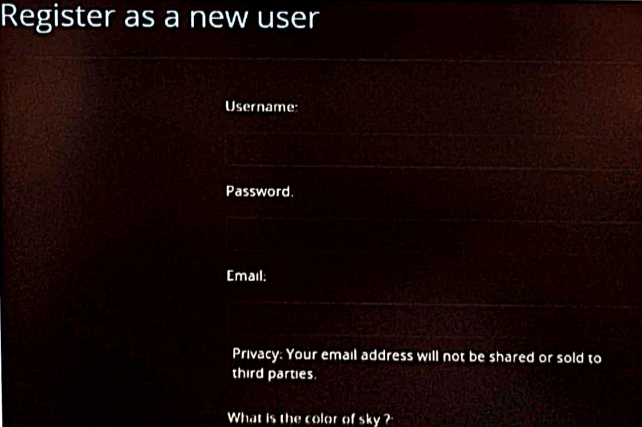 Register as a new user
Username:
Password.
Email:
Privacy: Your email address will not be shared or sold to
third parties.
What is the color of sky ?